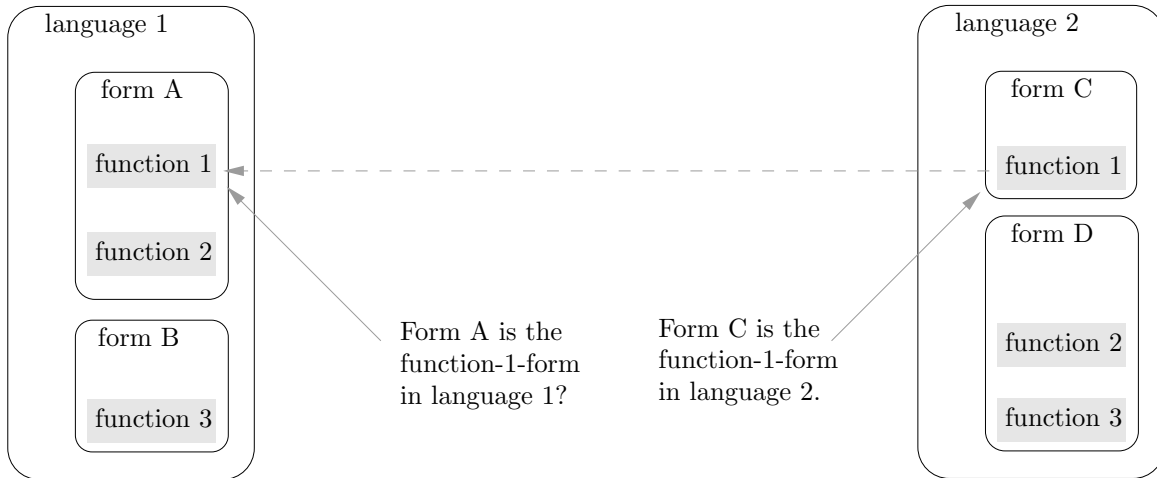 language 1
form A
function 1
function 2
form B
function 3
Form A is the
function-1-form
in language 1?
Form C is the
function-1-form
in language 2.
language 2
form C
function 1
form D
function 2
function 3